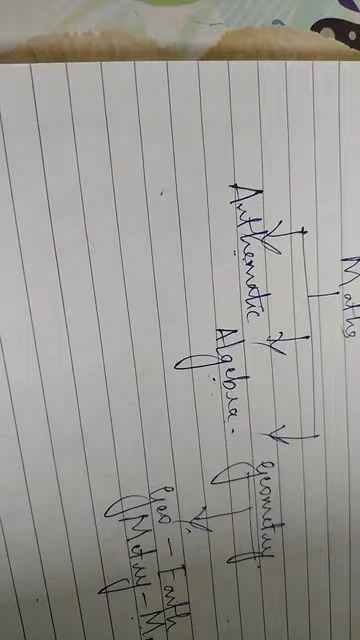 Maths
Arithematic
Algebra.
Geometry.
Geo - Earth
Metry - M